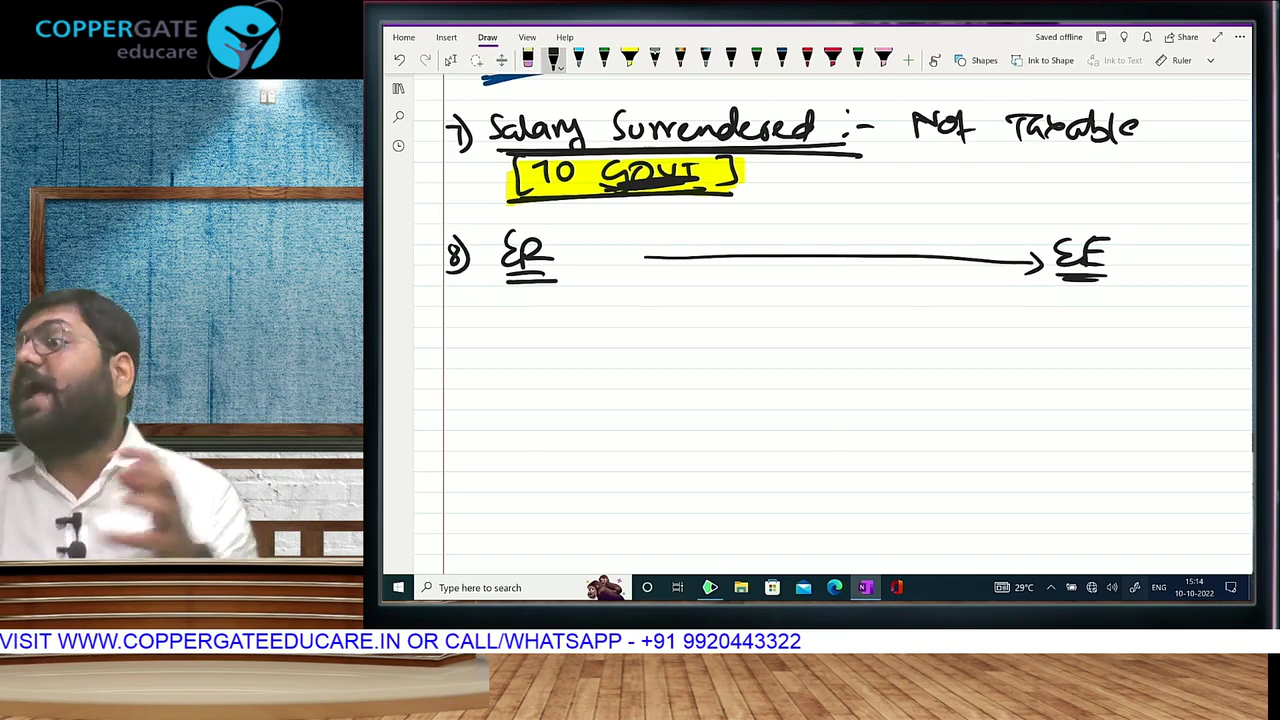 COPPERGATE
educare
Home Insert Draw View Help
Saved offline
Share
Shapes
Ink to Shape
Ink to Text
Ruler
7) Salary Surrendered :- Not Taxable
[TO GOVT]
8) ER → EE
Type here to search
29°C
ENG
15:14
10-10-2022
VISIT WWW.COPPERGATEEDUCARE.IN OR CALL/WHATSAPP - +91 9920443322